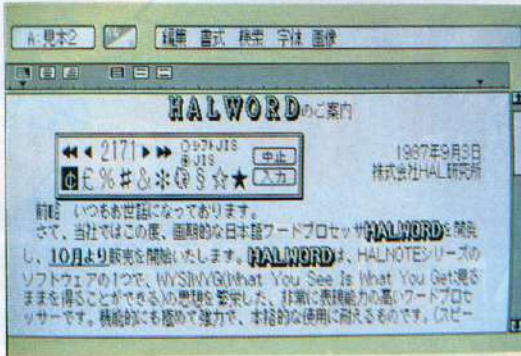 A:見本2 編集 書式 検索 字体 画像
HALWORDのご案内
2171 シフトJIS
JIS 中止
¢£%#&*@§☆★ 入力
1987年9月3日
株式会社HAL研究所
前略 いつもお世話になっております。
さて、当社ではこの度、画期的な日本語ワードプロセッサHALWORDを開発
し、10月より販売を開始いたします。HALWORDは、HALNOTEシリーズの
ソフトウェアの1つで、WYSIWYG(What You See Is What You Get:見る
ままを得ることができる)の思想を繁栄した、非常に表現能力の高いワードプロセ
ッサーです。機能的にも極めて強力で、本格的な使用に耐えるものです。(スピー